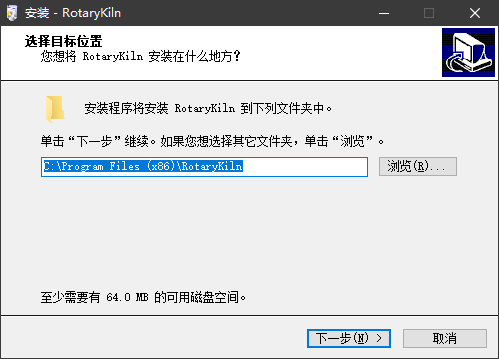 安装 - RotaryKiln
选择目标位置
您想将 RotaryKiln 安装在什么地方？
安装程序将安装 RotaryKiln 到下列文件夹中。
单击“下一步”继续。如果您想选择其它文件夹，单击“浏览”。
C:\Program Files (x86)\RotaryKiln
浏览(R)...
至少需要有 64.0 MB 的可用磁盘空间。
下一步(N) >
取消